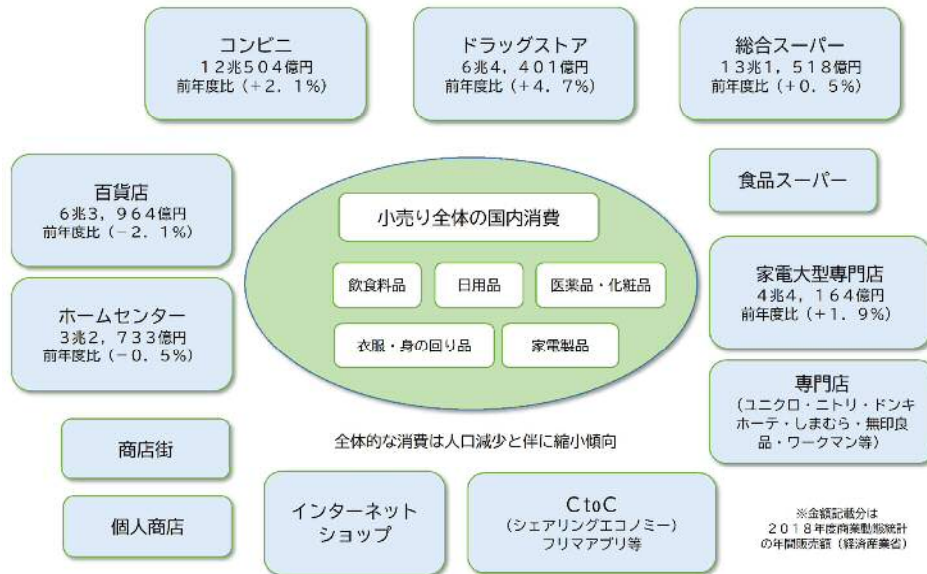 コンビニ
12兆504億円
前年度比（＋2．1％）
ドラッグストア
6兆4，401億円
前年度比（＋4．7％）
総合スーパー
13兆1，518億円
前年度比（＋0．5％）
百貨店
6兆3，964億円
前年度比（－2．1％）
食品スーパー
小売り全体の国内消費
飲食料品
日用品
医薬品・化粧品
衣服・身の回り品
家電製品
家電大型専門店
4兆4，164億円
前年度比（＋1．9％）
ホームセンター
3兆2，733億円
前年度比（－0．5％）
専門店
（ユニクロ・ニトリ・ドンキ
ホーテ・しまむら・無印良
品・ワークマン等）
商店街
全体的な消費は人口減少と伴に縮小傾向
個人商店
インターネット
ショップ
CtoC
（シェアリングエコノミー）
フリマアプリ等
※金額記載分は
2018年度商業動態統計
の年間販売額（経済産業省）